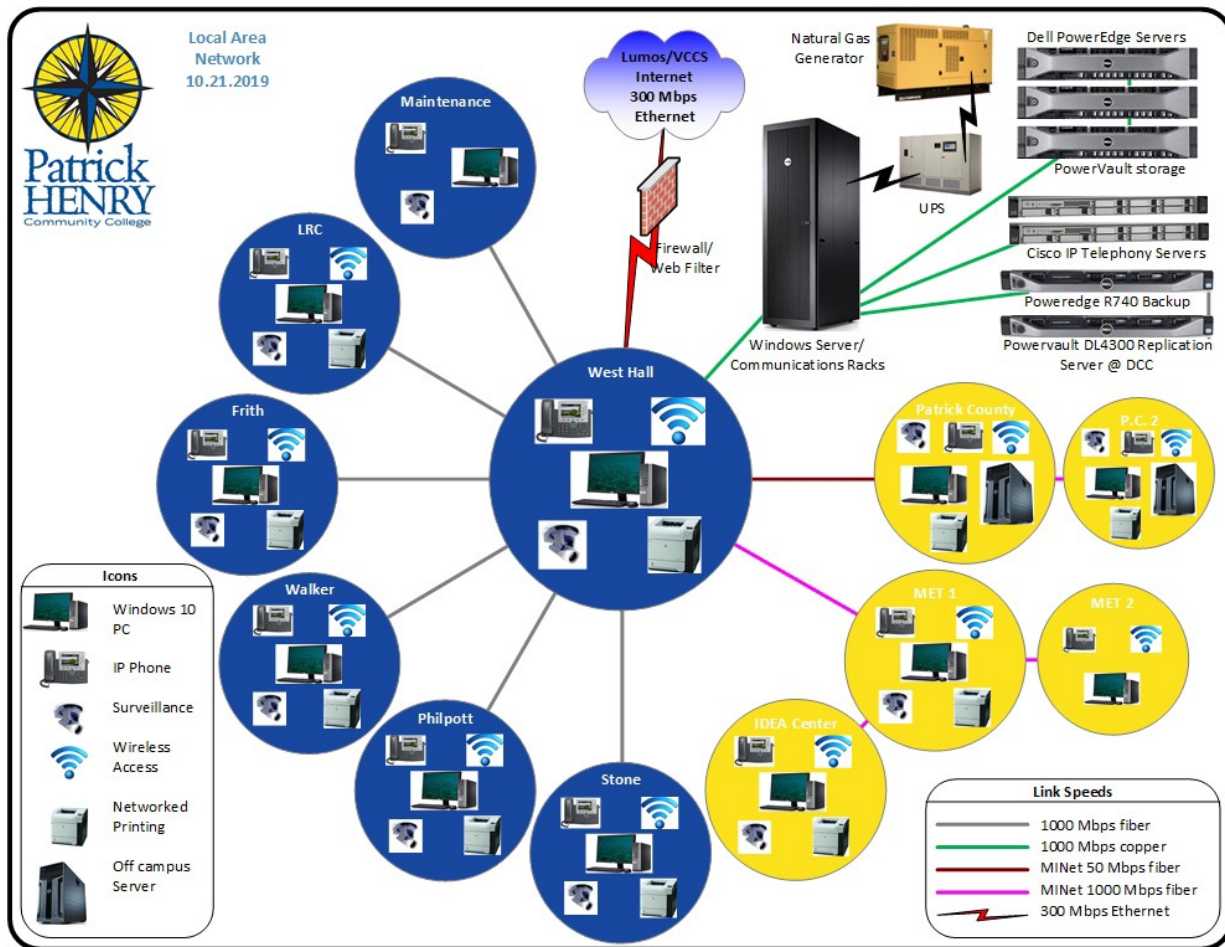 Patrick
HENRY
Community College
Local Area
Network
10.21.2019
Lumos/VCCS
Internet
300 Mbps
Ethernet
Firewall/
Web Filter
Natural Gas
Generator
UPS
Dell PowerEdge Servers
PowerVault storage
Cisco IP Telephony Servers
Poweredge R740 Backup
Powervault DL4300 Replication
Server @ DCC
Windows Server/
Communications Racks
Maintenance
LRC
Frith
Walker
Philpott
Stone
West Hall
Patrick County
P.C. 2
MET 1
MET 2
IDEA Center
Icons
Windows 10
PC
IP Phone
Surveillance
Wireless
Access
Networked
Printing
Off campus
Server
Link Speeds
1000 Mbps fiber
1000 Mbps copper
MINet 50 Mbps fiber
MINet 1000 Mbps fiber
300 Mbps Ethernet